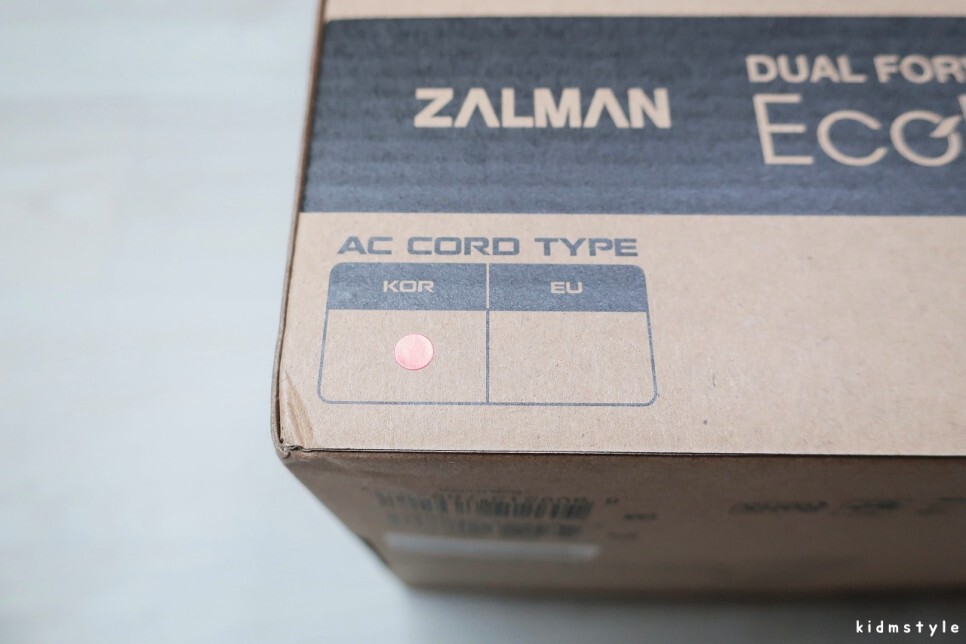 ZALMAN
DUAL FOR
Eco
AC CORD TYPE
KOR EU
kidmstyle